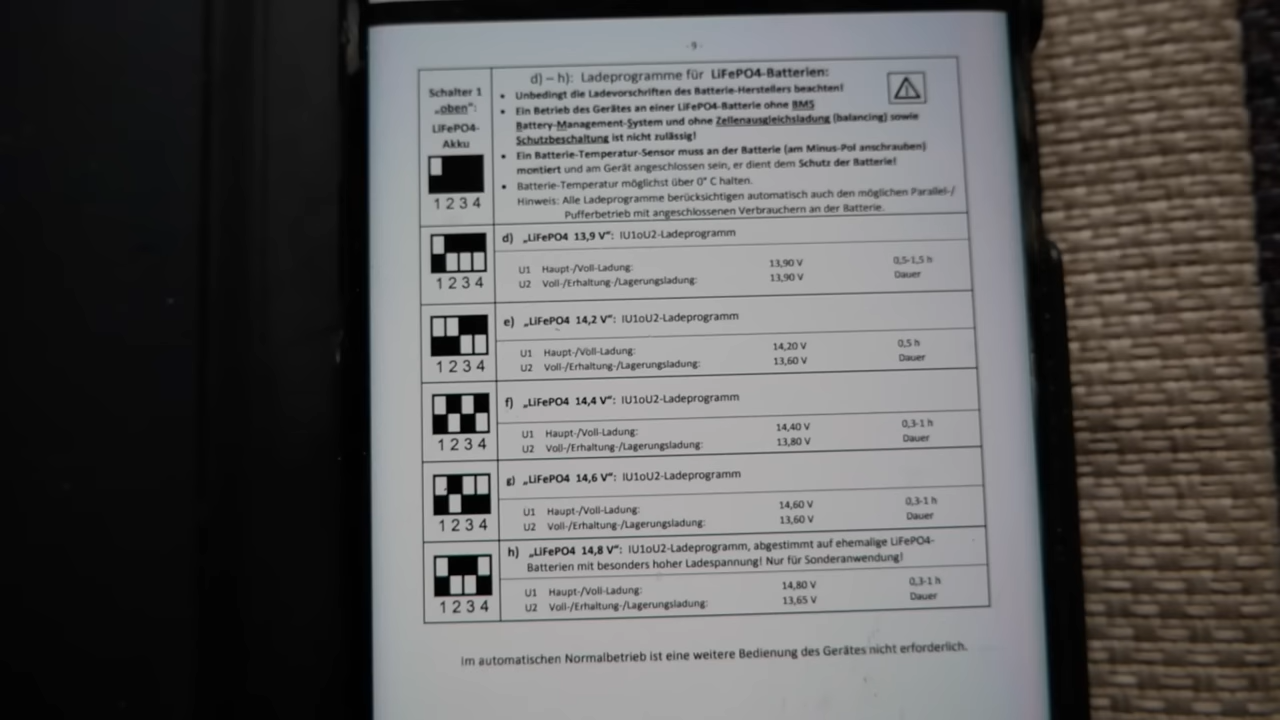 - 9 -
Schalter 1
„oben“:
LiFePO4-
Akku
1 2 3 4
d) – h): Ladeprogramme für LiFePO4-Batterien:
• Unbedingt die Ladevorschriften des Batterie-Herstellers beachten!
• Ein Betrieb des Gerätes an einer LiFePO4-Batterie ohne BMS
Battery-Management-System und ohne Zellenausgleichsladung (balancing) sowie
Schutzbeschaltung ist nicht zulässig!
• Ein Batterie-Temperatur-Sensor muss an der Batterie (am Minus-Pol anschrauben)
montiert und am Gerät angeschlossen sein, er dient dem Schutz der Batterie!
• Batterie-Temperatur möglichst über 0° C halten.
Hinweis: Alle Ladeprogramme berücksichtigen automatisch auch den möglichen Parallel-/
Pufferbetrieb mit angeschlossenen Verbrauchern an der Batterie.
1 2 3 4
d) „LiFePO4 13,9 V“: IU1oU2-Ladeprogramm
U1 Haupt-/Voll-Ladung: 13,90 V 0,5-1,5 h
U2 Voll-/Erhaltung-/Lagerungsladung: 13,90 V Dauer
1 2 3 4
e) „LiFePO4 14,2 V“: IU1oU2-Ladeprogramm
U1 Haupt-/Voll-Ladung: 14,20 V 0,5 h
U2 Voll-/Erhaltung-/Lagerungsladung: 13,60 V Dauer
1 2 3 4
f) „LiFePO4 14,4 V“: IU1oU2-Ladeprogramm
U1 Haupt-/Voll-Ladung: 14,40 V 0,3-1 h
U2 Voll-/Erhaltung-/Lagerungsladung: 13,80 V Dauer
1 2 3 4
g) „LiFePO4 14,6 V“: IU1oU2-Ladeprogramm
U1 Haupt-/Voll-Ladung: 14,60 V 0,3-1 h
U2 Voll-/Erhaltung-/Lagerungsladung: 13,60 V Dauer
1 2 3 4
h) „LiFePO4 14,8 V“: IU1oU2-Ladeprogramm, abgestimmt auf ehemalige LiFePO4-
Batterien mit besonders hoher Ladespannung! Nur für Sonderanwendung!
U1 Haupt-/Voll-Ladung: 14,80 V 0,3-1 h
U2 Voll-/Erhaltung-/Lagerungsladung: 13,65 V Dauer
Im automatischen Normalbetrieb ist eine weitere Bedienung des Gerätes nicht erforderlich.